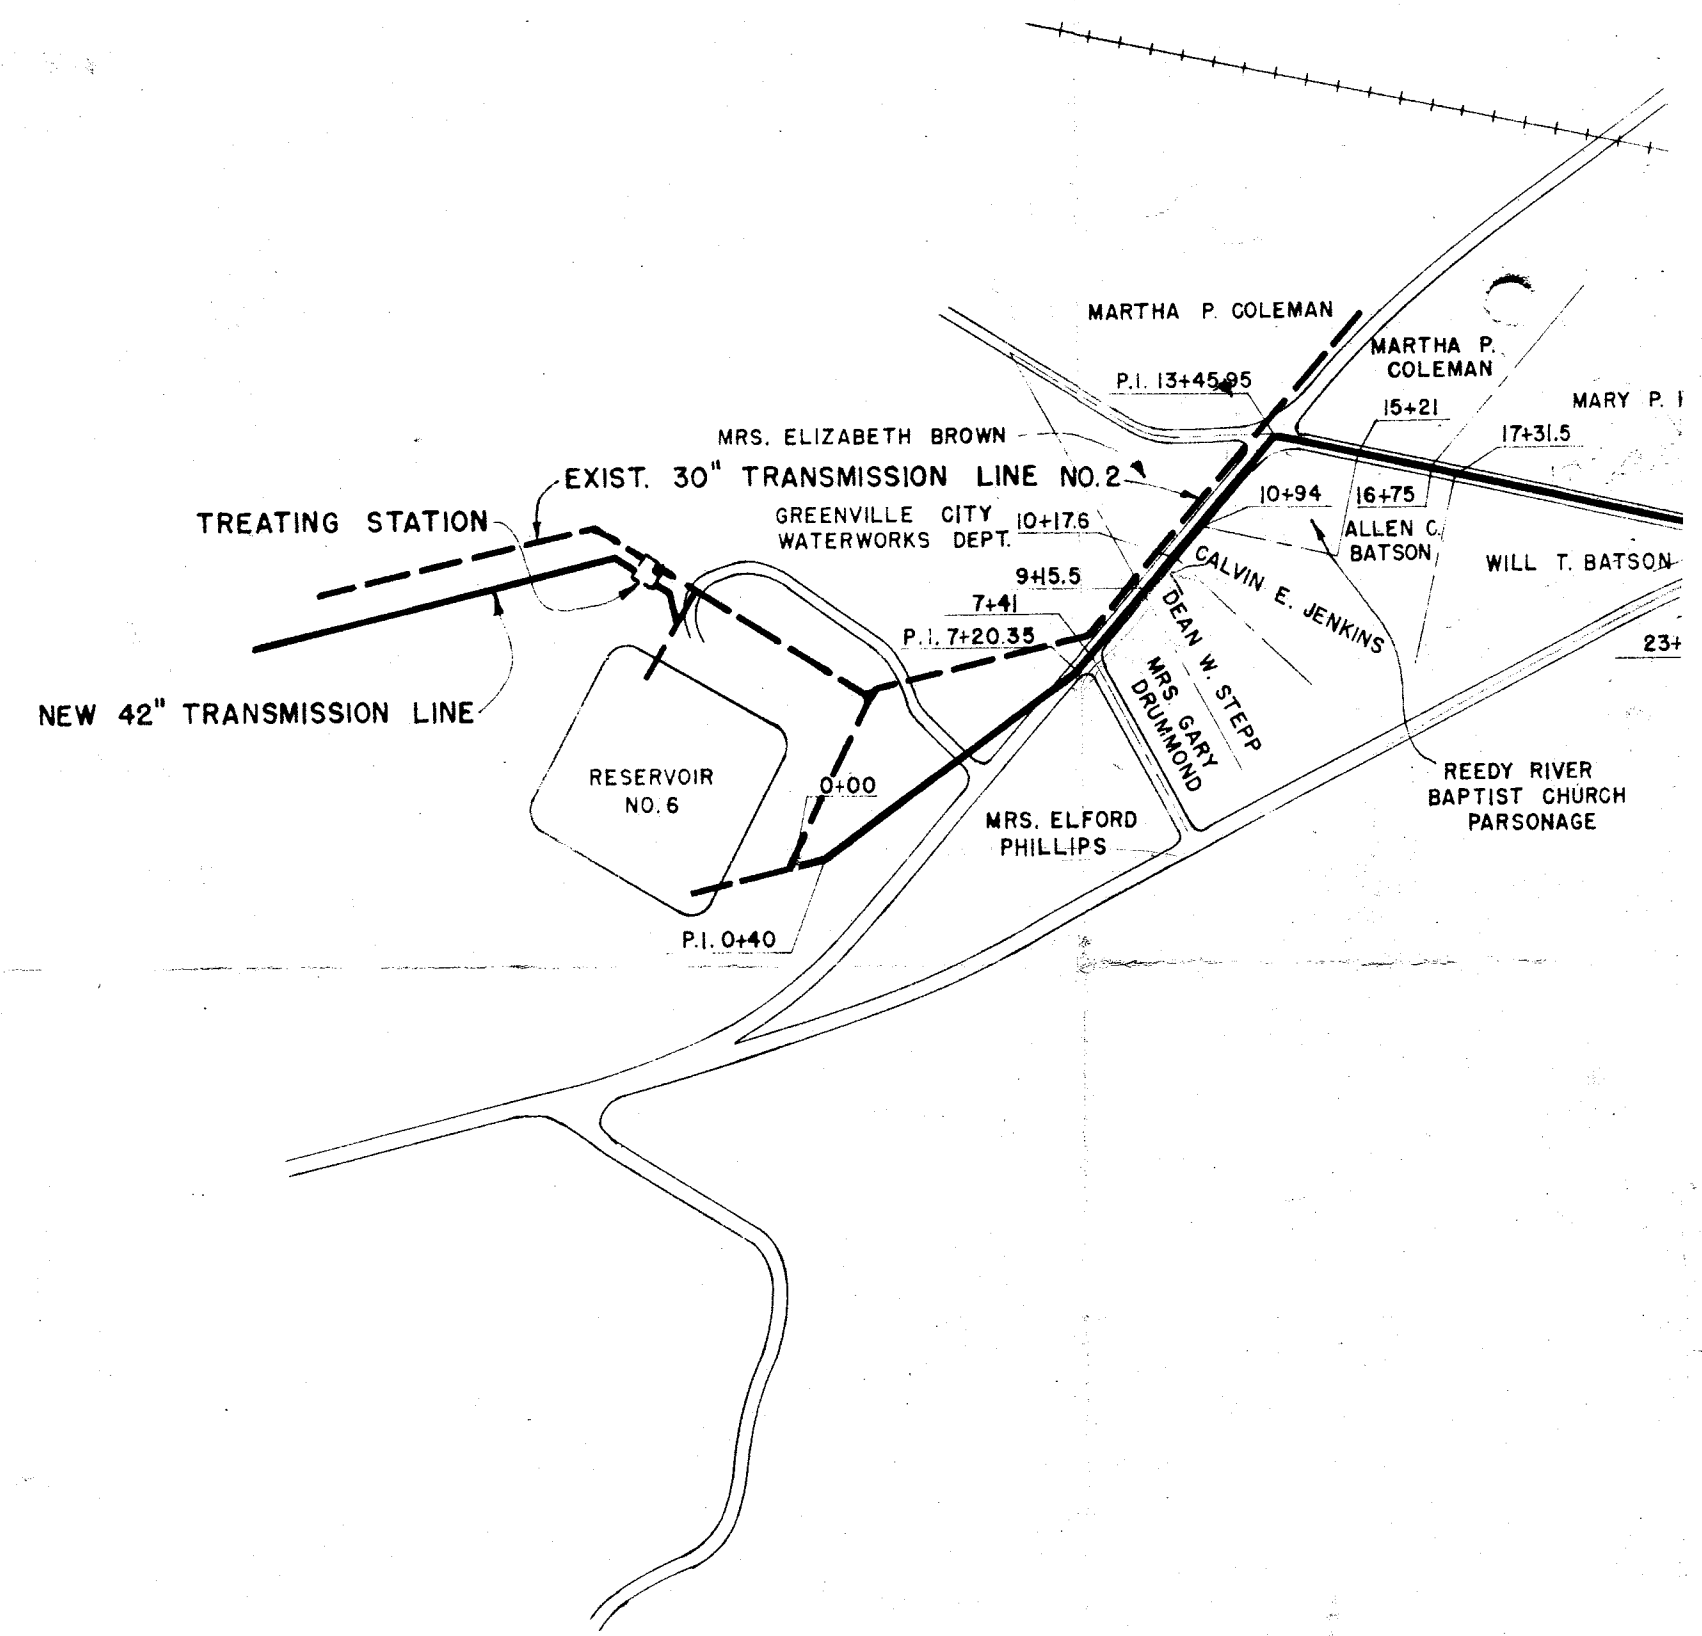 MARTHA P. COLEMAN
MARTHA P.
COLEMAN
P.I. 13+45.95
15+21
MARY P.
17+31.5
MRS. ELIZABETH BROWN
EXIST. 30" TRANSMISSION LINE NO. 2
10+94
16+75
TREATING STATION
GREENVILLE CITY
WATERWORKS DEPT.
10+17.6
ALLEN C.
BATSON
WILL T. BATSON
CALVIN E. JENKINS
9+15.5
7+41
P.I. 7+20.35
DEAN W. STEPP
MRS. GARY
DRUMMOND
23+
NEW 42" TRANSMISSION LINE
RESERVOIR
NO. 6
0+00
REEDY RIVER
BAPTIST CHURCH
PARSONAGE
MRS. ELFORD
PHILLIPS
P.I. 0+40